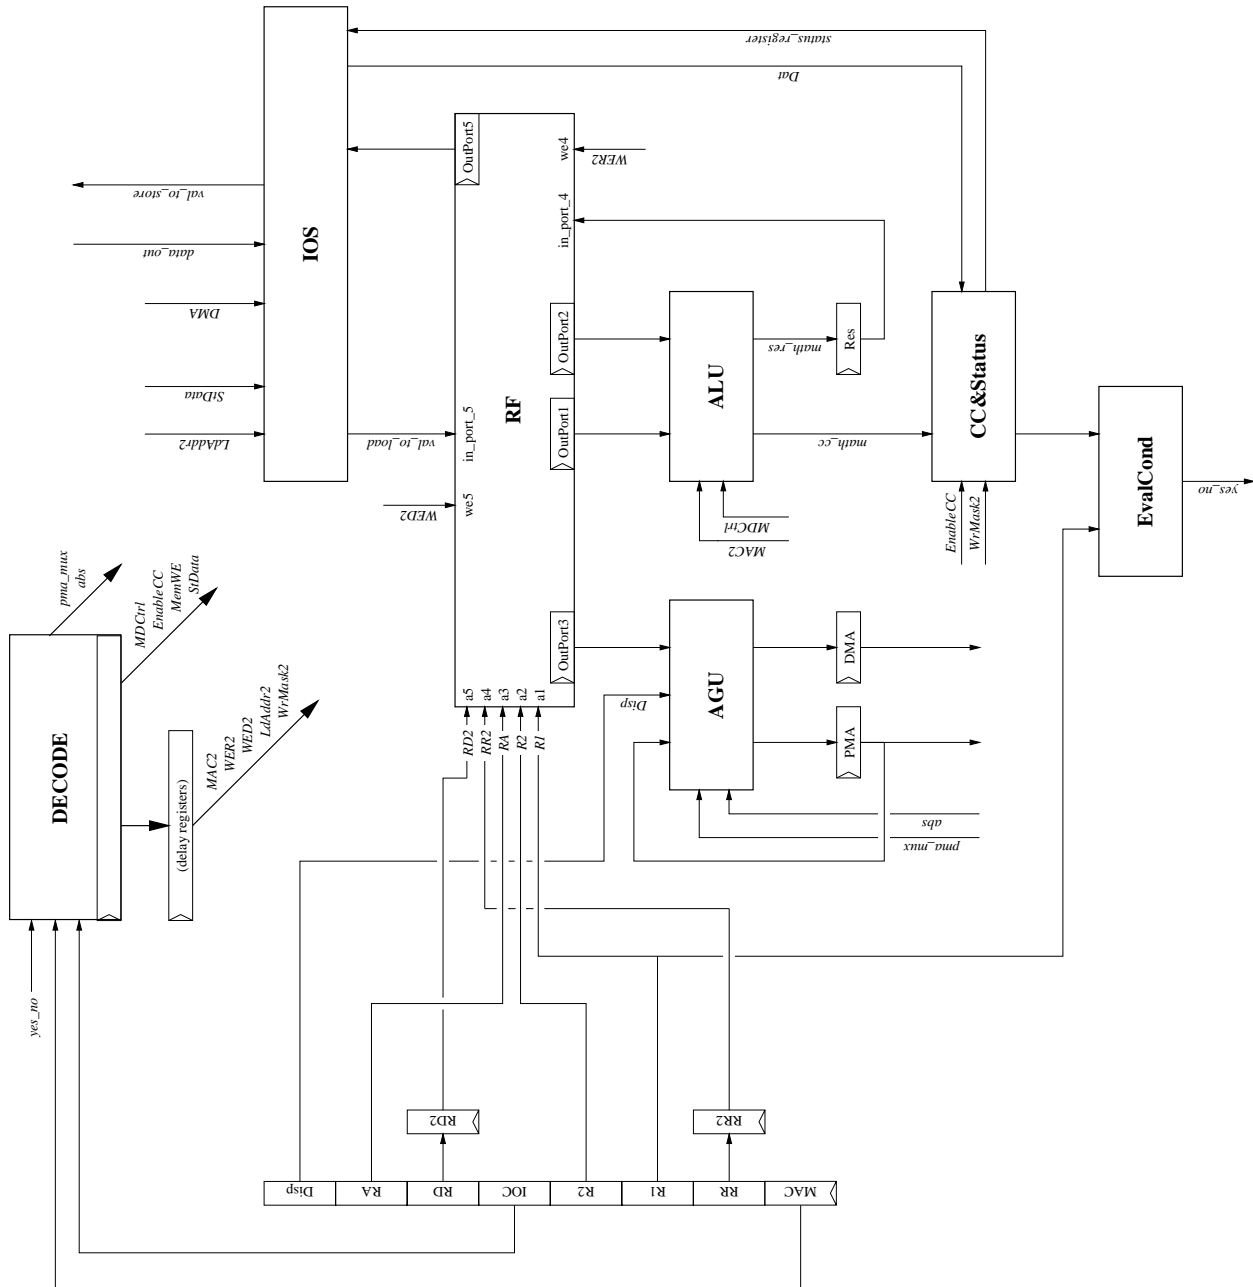 status_register
Dat
val_to_store
data_out
DMA
StData
LdAddr2
IOS
val_to_load
WED2
OutPort5
we4
WER2
in_port_4
in_port_5
we5
RF
OutPort2
OutPort1
OutPort3
a5
a4
a3
a2
a1
RD2
RR2
RA
R2
R1
Disp
DECODE
pma_mux
abs
MDCtrl
EnableCC
MemWE
StData
(delay registers)
MAC2
WER2
WED2
LdAddr2
WrMask2
yes_no
ALU
math_res
Res
math_cc
MDCtrl
MAC2
CC&Status
EnableCC
WrMask2
EvalCond
yes_no
AGU
DMA
PMA
abs
pma_mux
RD2
RR2
Disp
RA
RD
IOC
R2
R1
RR
MAC